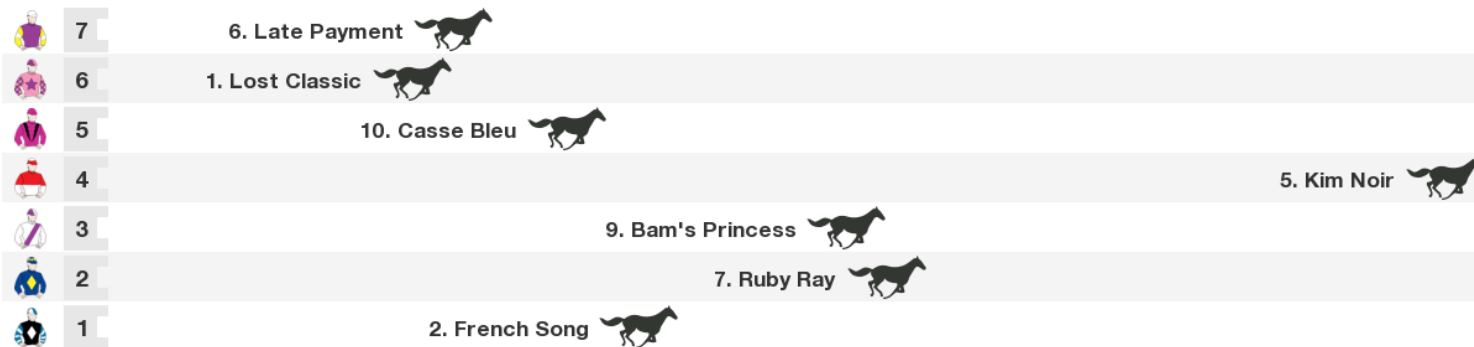 7 6. Late Payment
6 1. Lost Classic
5 10. Casse Bleu
4 5. Kim Noir
3 9. Bam's Princess
2 7. Ruby Ray
1 2. French Song